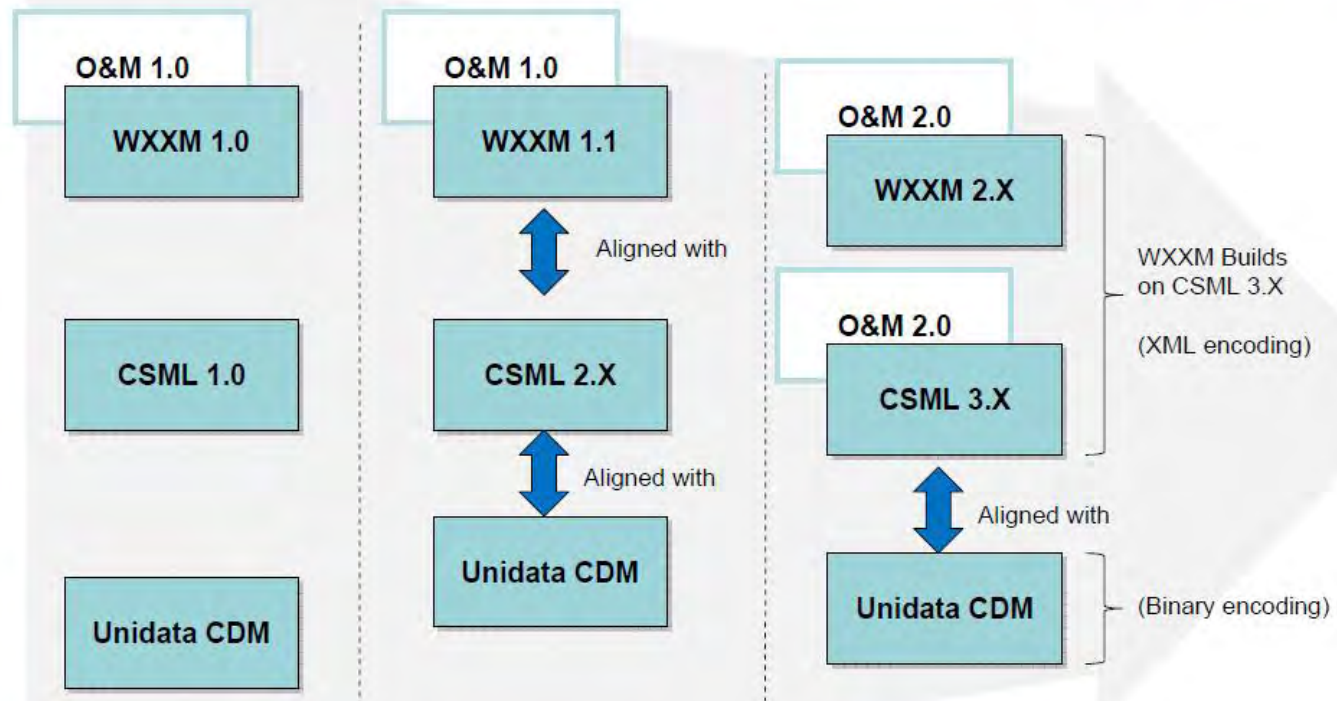 O&M 1.0
WXXM 1.0
CSML 1.0
Unidata CDM
O&M 1.0
WXXM 1.1
Aligned with
CSML 2.X
Aligned with
Unidata CDM
O&M 2.0
WXXM 2.X
O&M 2.0
CSML 3.X
Aligned with
Unidata CDM
WXXM Builds
on CSML 3.X
(XML encoding)
(Binary encoding)